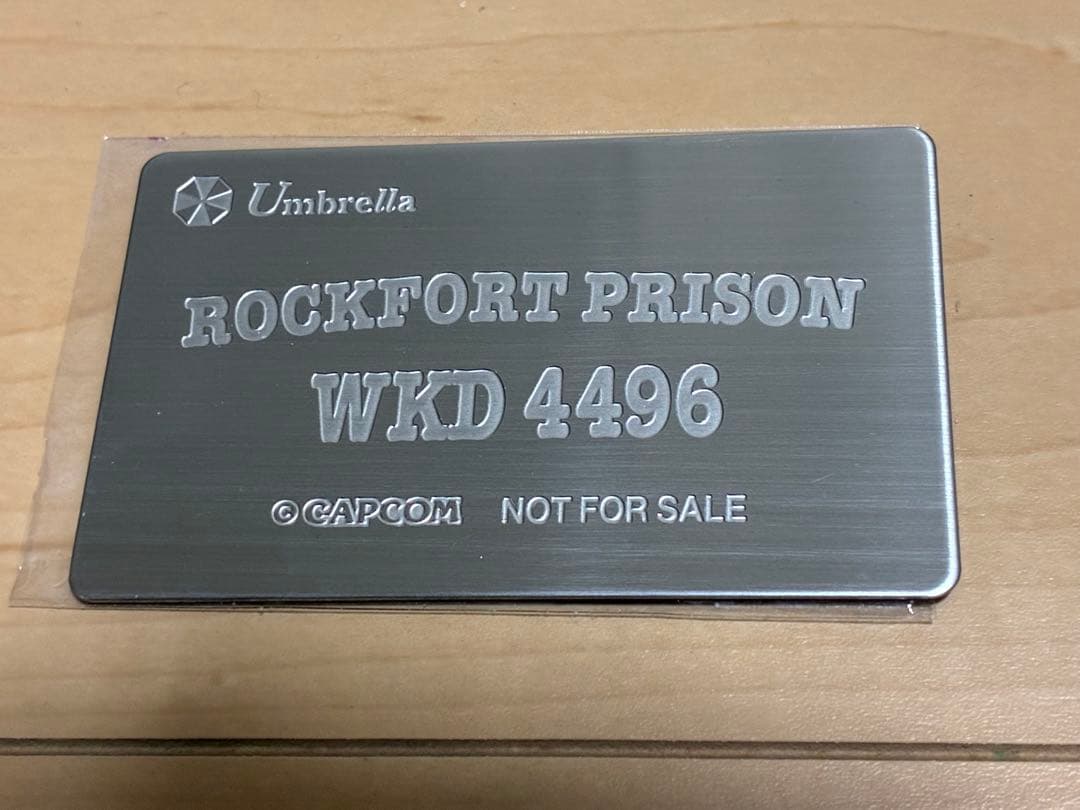 Umbrella
ROCKFORT PRISON
WKD 4496
©CAPCOM NOT FOR SALE